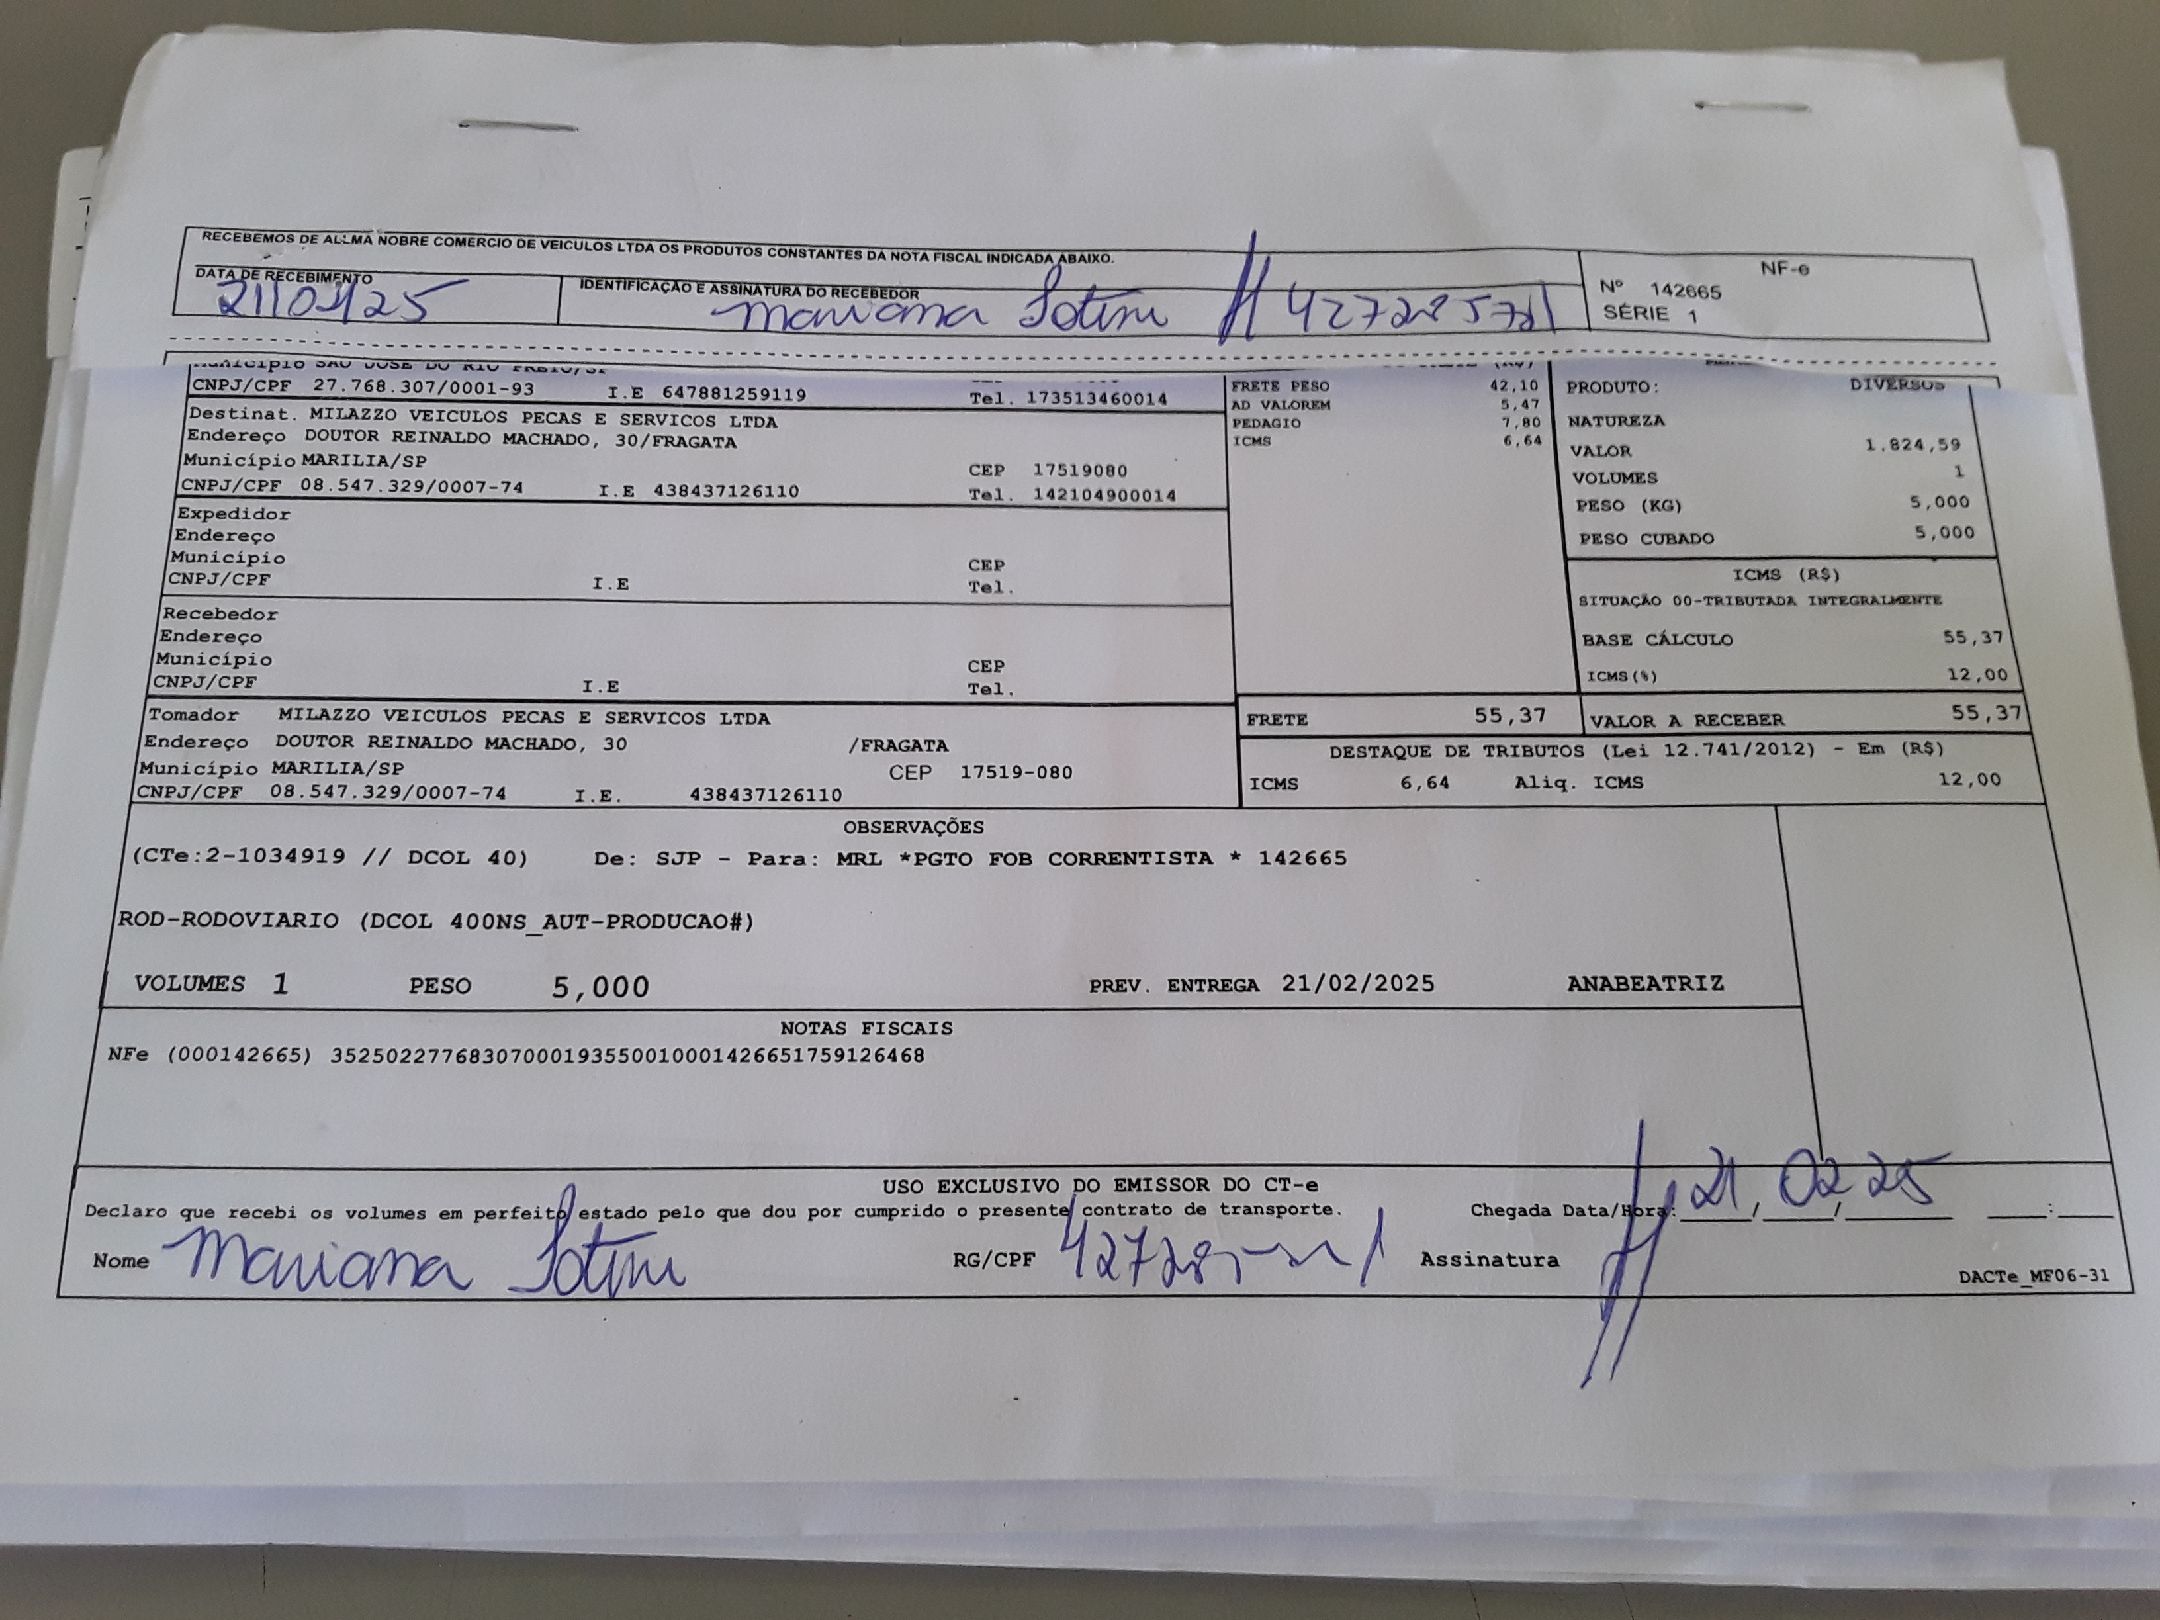 RECEBEMOS DE ALLMA NOBRE COMERCIO DE VEICULOS LTDA OS PRODUTOS CONSTANTES DA NOTA FISCAL INDICADA ABAIXO.
DATA DE RECEBIMENTO
21/02/25
IDENTIFICAÇÃO E ASSINATURA DO RECEBEDOR
Mariana
NF-e
Nº 142665
SÉRIE 1
Município SAO JOSE DO RIO PRETO/SP
CNPJ/CPF 27.768.307/0001-93 I.E 647881259119 Tel. 173513460014
Destinat. MILAZZO VEICULOS PECAS E SERVICOS LTDA
Endereço DOUTOR REINALDO MACHADO, 30/FRAGATA
Município MARILIA/SP CEP 17519080
CNPJ/CPF 08.547.329/0007-74 I.E 438437126110 Tel. 142104900014
Expedidor
Endereço
Município CEP
CNPJ/CPF I.E Tel.
Recebedor
Endereço
Município CEP
CNPJ/CPF I.E Tel.
Tomador MILAZZO VEICULOS PECAS E SERVICOS LTDA
Endereço DOUTOR REINALDO MACHADO, 30 /FRAGATA
Município MARILIA/SP CEP 17519-080
CNPJ/CPF 08.547.329/0007-74 I.E. 438437126110
FRETE PESO 42,10
AD VALOREM 5,47
PEDAGIO 7,80
ICMS 6,64
PRODUTO: DIVERSOS
NATUREZA
VALOR 1.824,59
VOLUMES 1
PESO (KG) 5,000
PESO CUBADO 5,000
ICMS (R$)
SITUAÇÃO 00-TRIBUTADA INTEGRALMENTE
BASE CÁLCULO 55,37
ICMS(%) 12,00
FRETE 55,37 VALOR A RECEBER 55,37
DESTAQUE DE TRIBUTOS (Lei 12.741/2012) - Em (R$)
ICMS 6,64 Aliq. ICMS 12,00
OBSERVAÇÕES
(CTe:2-1034919 // DCOL 40) De: SJP - Para: MRL *PGTO FOB CORRENTISTA * 142665
ROD-RODOVIARIO (DCOL 400NS_AUT-PRODUCAO#)
VOLUMES 1 PESO 5,000 PREV. ENTREGA 21/02/2025 ANABEATRIZ
NOTAS FISCAIS
NFe (000142665) 35250227768307000193550010001426651759126468
USO EXCLUSIVO DO EMISSOR DO CT-e
Declaro que recebi os volumes em perfeito estado pelo que dou por cumprido o presente contrato de transporte. Chegada Data/Hora: 21/02/25 __:__
Nome Mariana RG/CPF Assinatura
DACTe_MF06-31